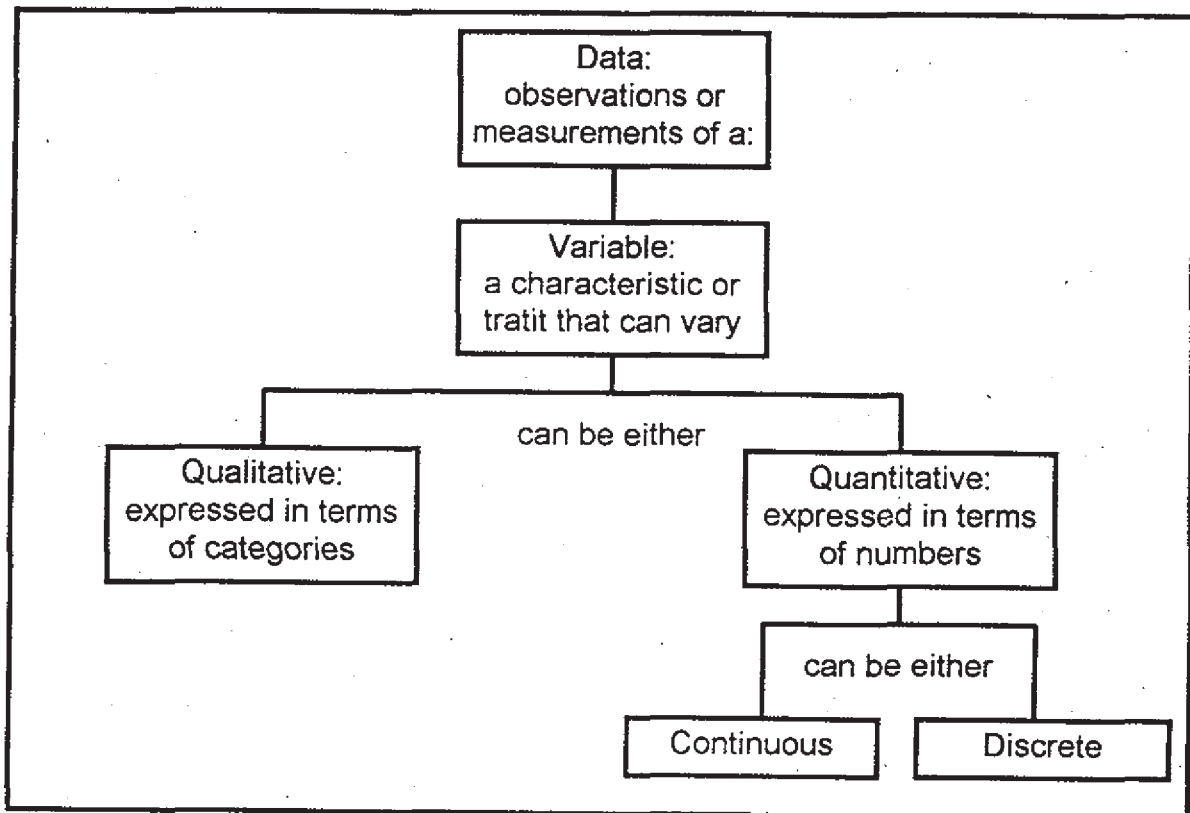 Data:
observations or
measurements of a:
Variable:
a characteristic or
tratit that can vary
can be either
Qualitative:
expressed in terms
of categories
Quantitative:
expressed in terms
of numbers
can be either
Continuous
Discrete